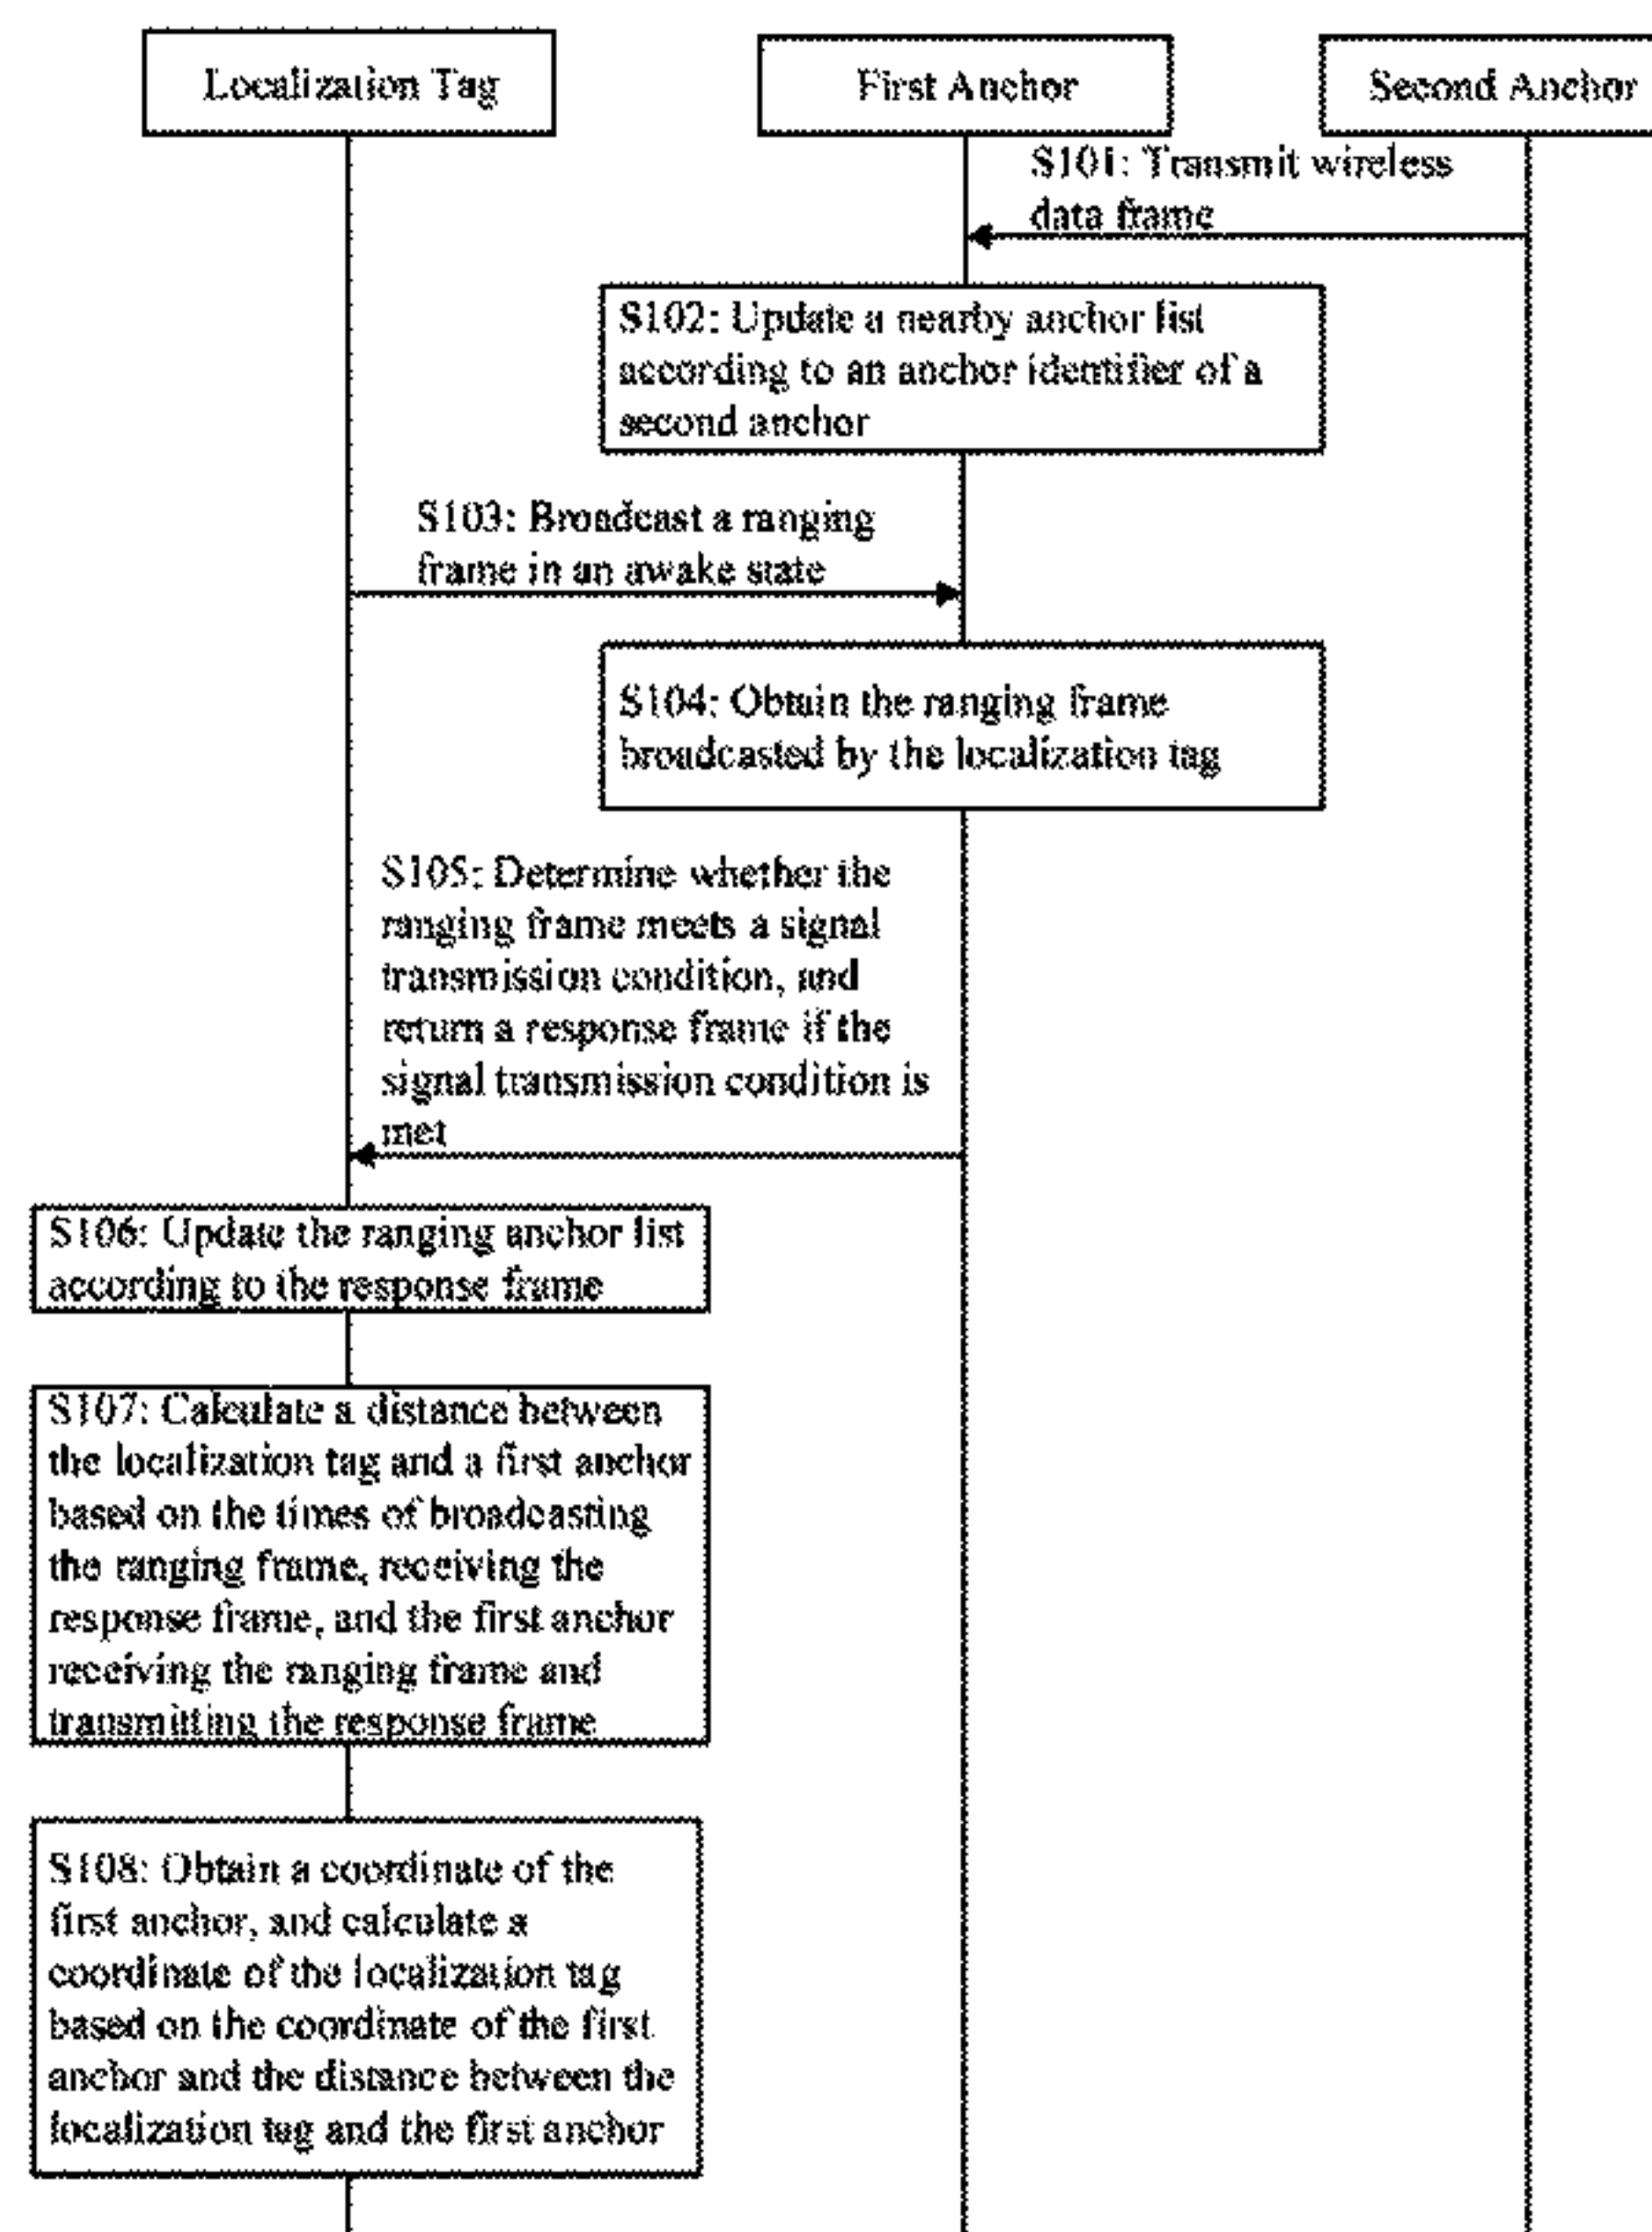 Localization Tag
First Anchor
Second Anchor
S101: Transmit wireless
data frame
S102: Update a nearby anchor list
according to an anchor identifier of a
second anchor
S103: Broadcast a ranging
frame in an awake state
S104: Obtain the ranging frame
broadcasted by the localization tag
S105: Determine whether the
ranging frame meets a signal
transmission condition, and
return a response frame if the
signal transmission condition is
met
S106: Update the ranging anchor list
according to the response frame
S107: Calculate a distance between
the localization tag and a first anchor
based on the times of broadcasting
the ranging frame, receiving the
response frame, and the first anchor
receiving the ranging frame and
transmitting the response frame
S108: Obtain a coordinate of the
first anchor, and calculate a
coordinate of the localization tag
based on the coordinate of the first
anchor and the distance between the
localization tag and the first anchor